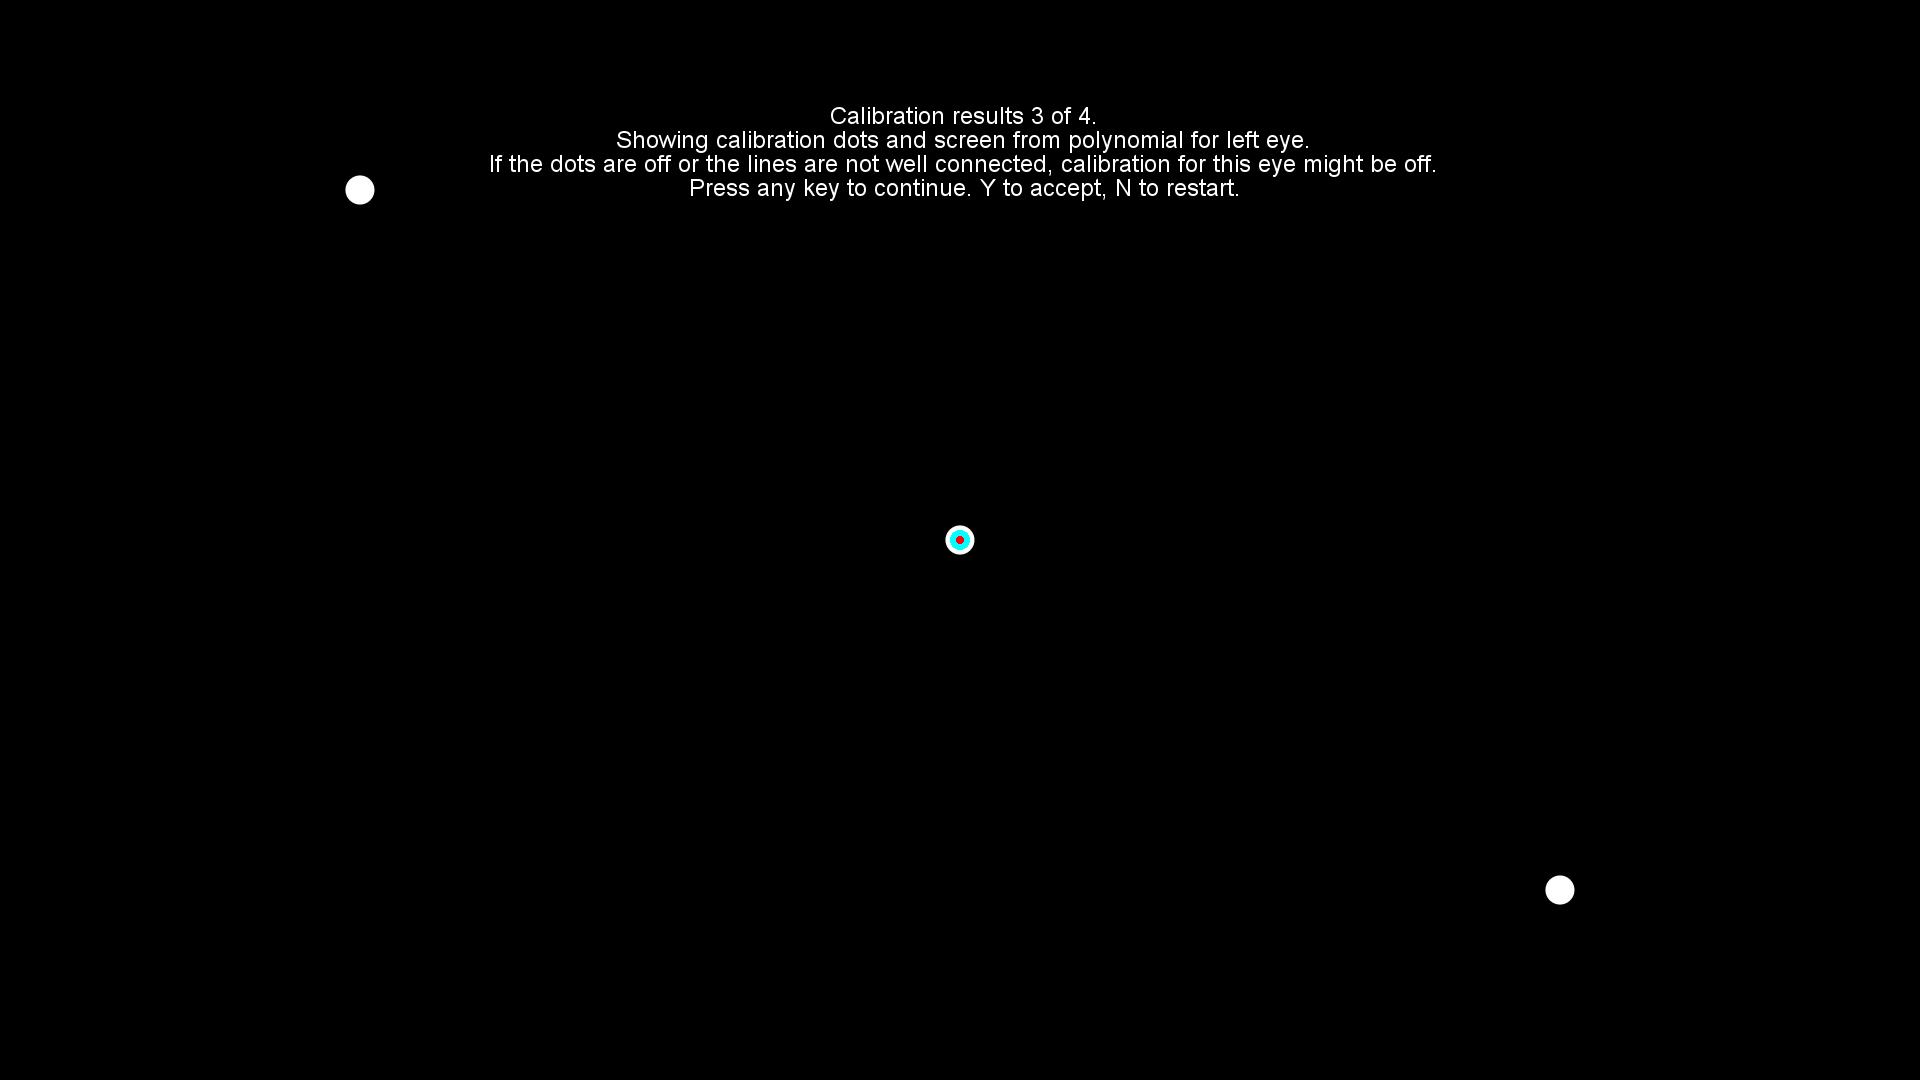 Calibration results 3 of 4.
Showing calibration dots and screen from polynomial for left eye.
If the dots are off or the lines are not well connected, calibration for this eye might be off.
Press any key to continue. Y to accept, N to restart.